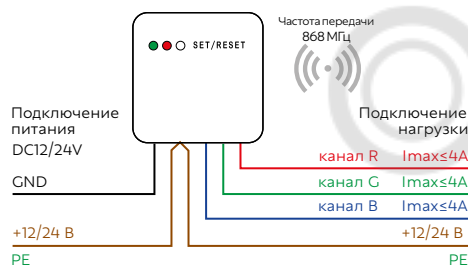 Частота передачи
868 МГц
SET/RESET
Подключение
питания
DC12/24V
GND
+12/24 В
PE
Подключение
нагрузки
канал R Imax≤4A
канал G Imax≤4A
канал B Imax≤4A
+12/24 В
PE